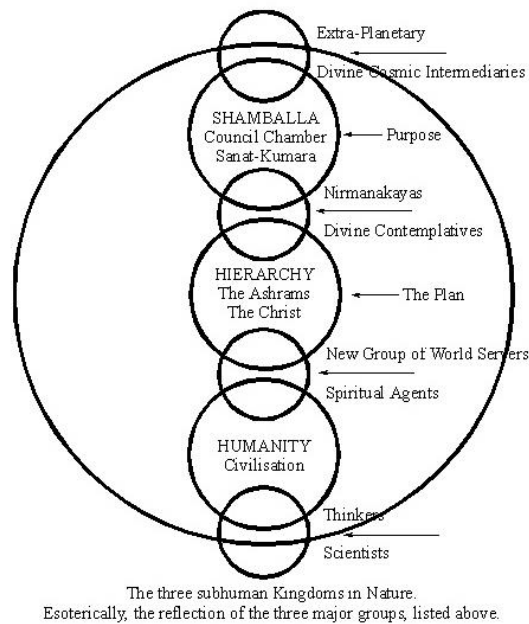 Extra-Planetary
Divine Cosmic Intermediaries
SHAMBALLA
Council Chamber
Sanat-Kumara
Purpose
Nirmanakayas
Divine Contemplatives
HIERARCHY
The Ashrams
The Christ
The Plan
New Group of World Servers
Spiritual Agents
HUMANITY
Civilisation
Thinkers
Scientists
The three subhuman Kingdoms in Nature.
Esoterically, the reflection of the three major groups, listed above.